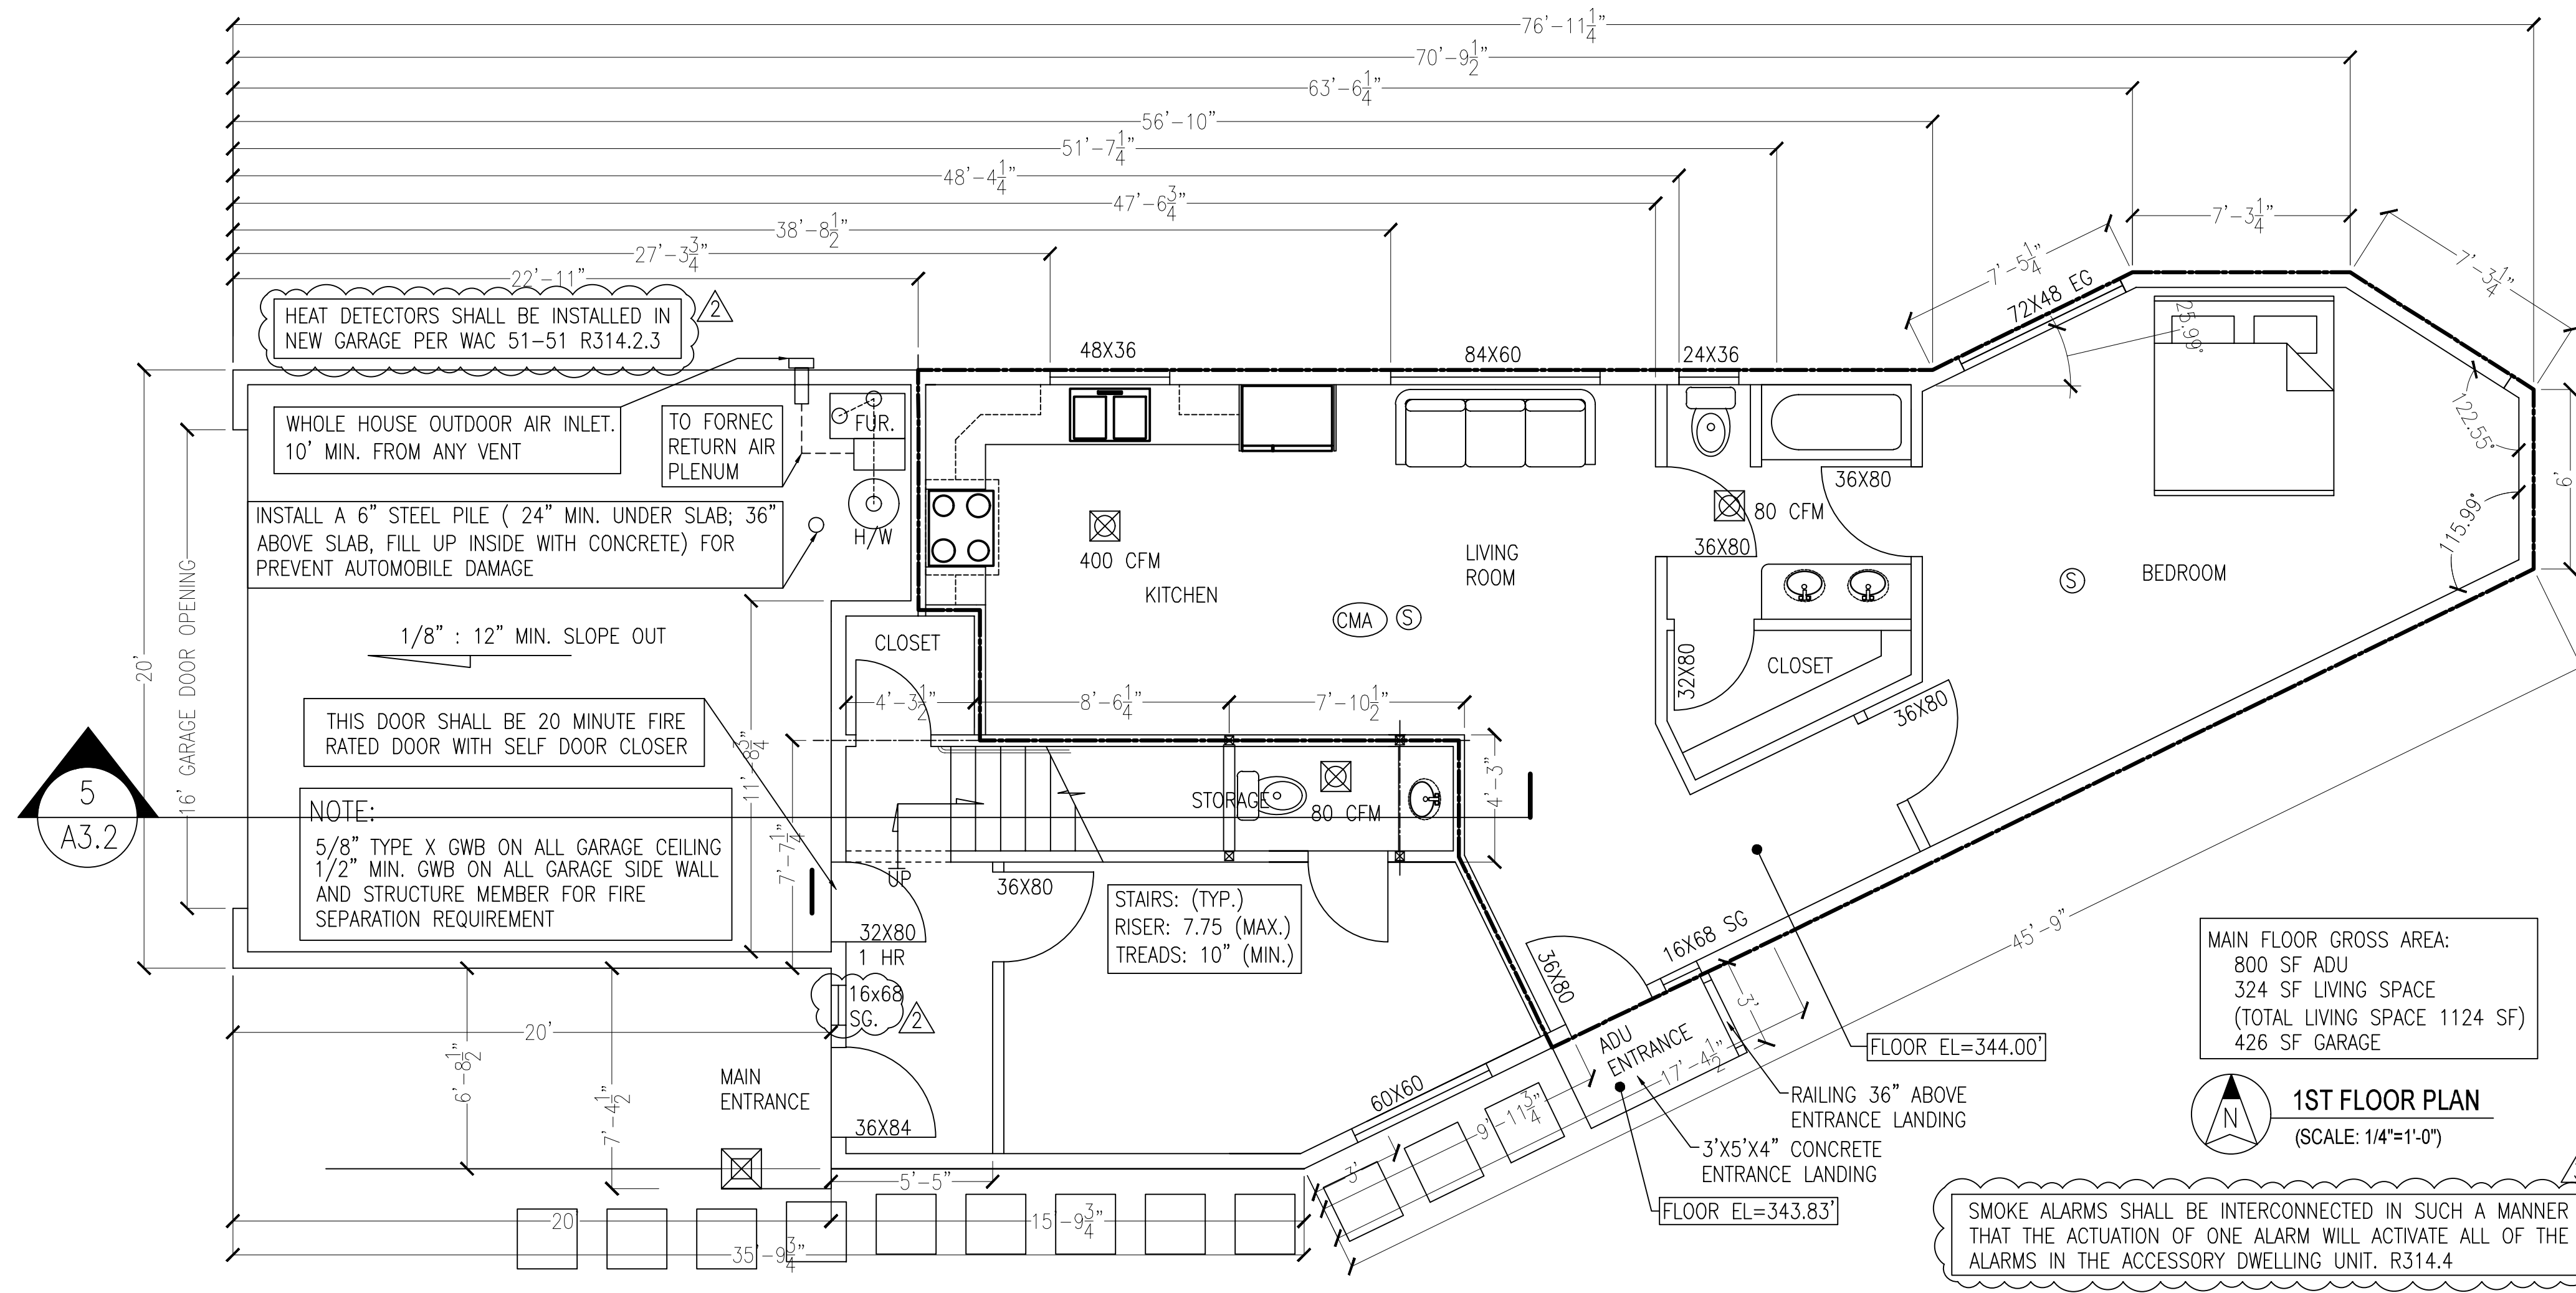 76'-11 1/4"
70'-9 1/2"
63'-6 1/4"
56'-10"
51'-7 1/4"
48'-4 1/4"
47'-6 3/4"
38'-8 1/2"
27'-3 3/4"
22'-11"
7'-3 1/4"
7'-5 1/4"
7'-3 1/4"
72X48 EG
25.99°
122.55°
115.99°
6'
HEAT DETECTORS SHALL BE INSTALLED IN
NEW GARAGE PER WAC 51-51 R314.2.3
2
48X36
84X60
24X36
WHOLE HOUSE OUTDOOR AIR INLET.
10' MIN. FROM ANY VENT
TO FORNEC
RETURN AIR
PLENUM
FUR.
H/W
INSTALL A 6" STEEL PILE ( 24" MIN. UNDER SLAB; 36"
ABOVE SLAB, FILL UP INSIDE WITH CONCRETE) FOR
PREVENT AUTOMOBILE DAMAGE
400 CFM
KITCHEN
LIVING
ROOM
CMA
S
36X80
80 CFM
36X80
S
BEDROOM
20'
16' GARAGE DOOR OPENING
1/8" : 12" MIN. SLOPE OUT
CLOSET
32X80
CLOSET
36X80
4'-3 1/2"
8'-6 1/4"
7'-10 1/2"
THIS DOOR SHALL BE 20 MINUTE FIRE
RATED DOOR WITH SELF DOOR CLOSER
11'-8 3/4"
7'-7 1/4"
4'-3"
5
A3.2
NOTE:
5/8" TYPE X GWB ON ALL GARAGE CEILING
1/2" MIN. GWB ON ALL GARAGE SIDE WALL
AND STRUCTURE MEMBER FOR FIRE
SEPARATION REQUIREMENT
STORAGE
80 CFM
UP
36X80
STAIRS: (TYP.)
RISER: 7.75 (MAX.)
TREADS: 10" (MIN.)
32X80
1 HR
16x68
SG.
2
36X80
16X68 SG
3'
45'-9"
MAIN FLOOR GROSS AREA:
800 SF ADU
324 SF LIVING SPACE
(TOTAL LIVING SPACE 1124 SF)
426 SF GARAGE
20'
6'-8 1/2"
7'-4 1/2"
MAIN
ENTRANCE
36X84
60X60
ADU
ENTRANCE
17'-4 1/2"
9'-11 3/4"
3'
FLOOR EL=344.00'
RAILING 36" ABOVE
ENTRANCE LANDING
3'X5'X4" CONCRETE
ENTRANCE LANDING
FLOOR EL=343.83'
N
1ST FLOOR PLAN
(SCALE: 1/4"=1'-0")
5'-5"
20
15'-9 3/4"
35'-9 3/4"
SMOKE ALARMS SHALL BE INTERCONNECTED IN SUCH A MANNER
THAT THE ACTUATION OF ONE ALARM WILL ACTIVATE ALL OF THE
ALARMS IN THE ACCESSORY DWELLING UNIT. R314.4